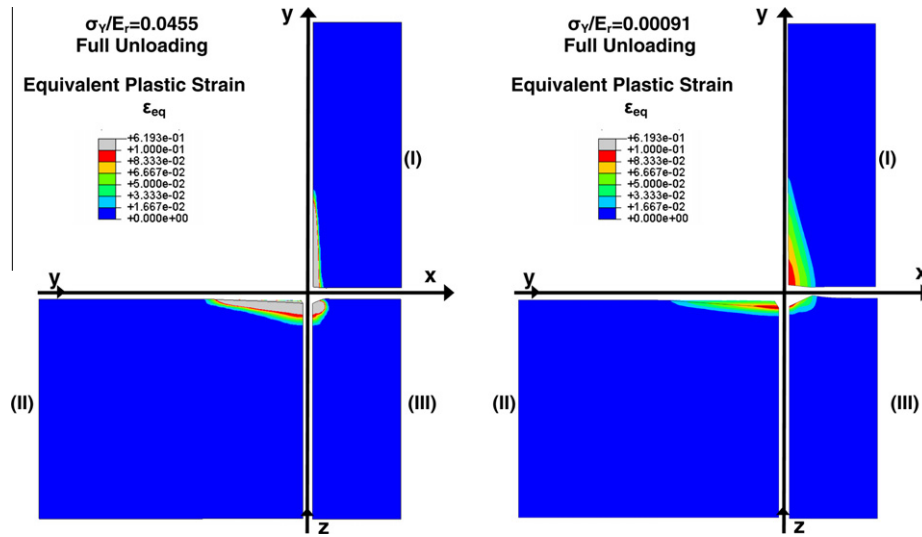 σY/Er=0.0455
Full Unloading
Equivalent Plastic Strain
εeq
+6.193e-01
+1.000e-01
+8.333e-02
+6.667e-02
+5.000e-02
+3.333e-02
+1.667e-02
+0.000e+00
y
(I)
y
x
(II)
(III)
z
σY/Er=0.00091
Full Unloading
Equivalent Plastic Strain
εeq
+6.193e-01
+1.000e-01
+8.333e-02
+6.667e-02
+5.000e-02
+3.333e-02
+1.667e-02
+0.000e+00
y
(I)
y
x
(II)
(III)
z